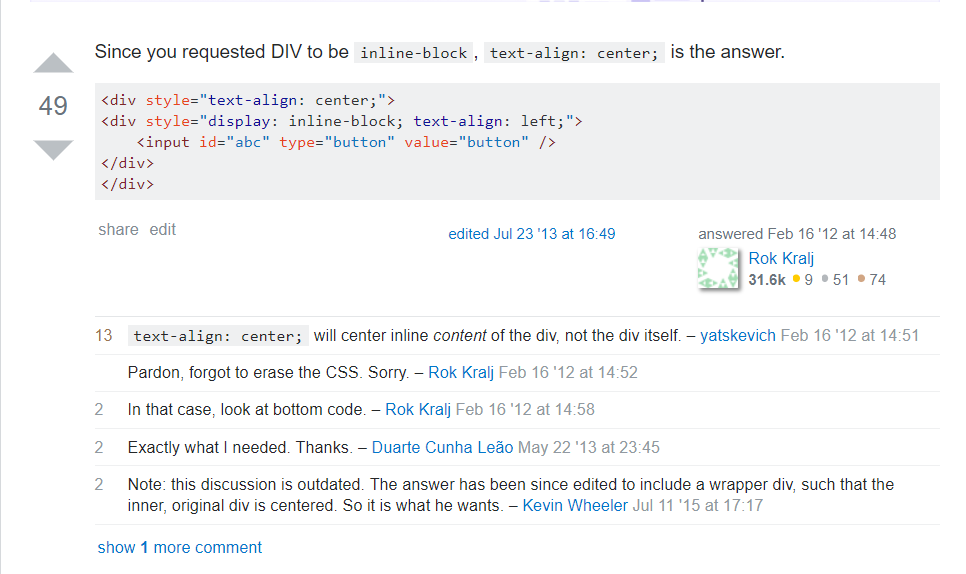 Since you requested DIV to be inline-block, text-align: center; is the answer.
49
<div style="text-align: center;">
<div style="display: inline-block; text-align: left;">
    <input id="abc" type="button" value="button" />
</div>
</div>
share edit
edited Jul 23 '13 at 16:49
answered Feb 16 '12 at 14:48
Rok Kralj
31.6k 9 51 74
13 text-align: center; will center inline content of the div, not the div itself. – yatskevich Feb 16 '12 at 14:51
Pardon, forgot to erase the CSS. Sorry. – Rok Kralj Feb 16 '12 at 14:52
2 In that case, look at bottom code. – Rok Kralj Feb 16 '12 at 14:58
2 Exactly what I needed. Thanks. – Duarte Cunha Leão May 22 '13 at 23:45
2 Note: this discussion is outdated. The answer has been since edited to include a wrapper div, such that the
inner, original div is centered. So it is what he wants. – Kevin Wheeler Jul 11 '15 at 17:17
show 1 more comment